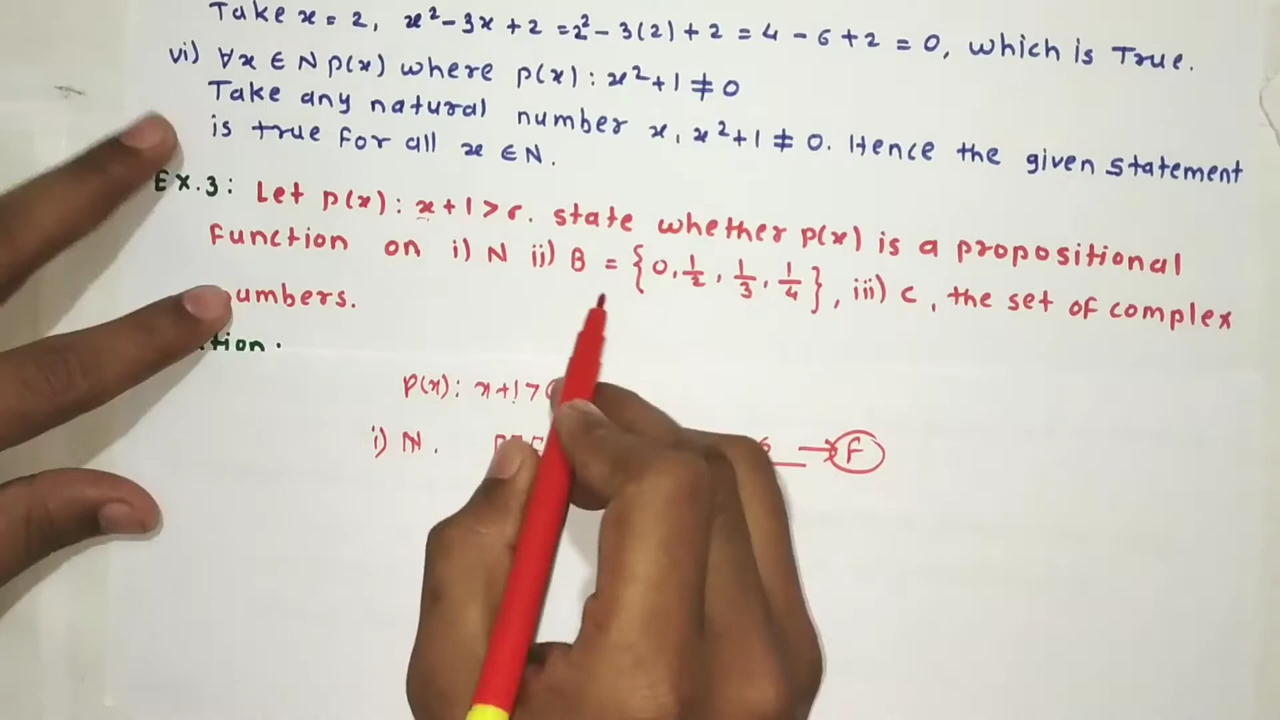 Take x = 2, x² - 3x + 2 = 2² - 3(2) + 2 = 4 - 6 + 2 = 0, which is True.
vi) ∀x ∈ N p(x) where p(x) : x² + 1 ≠ 0
Take any natural number x, x² + 1 ≠ 0. Hence the given statement
is true for all x ∈ N.
Ex.3: Let p(x) : x + 1 > 6. state whether p(x) is a propositional
function on i) N ii) B = {0, 1/2, 1/3, 1/4}, iii) C, the set of complex
numbers.
p(x) : x + 1 >
i) N. → F